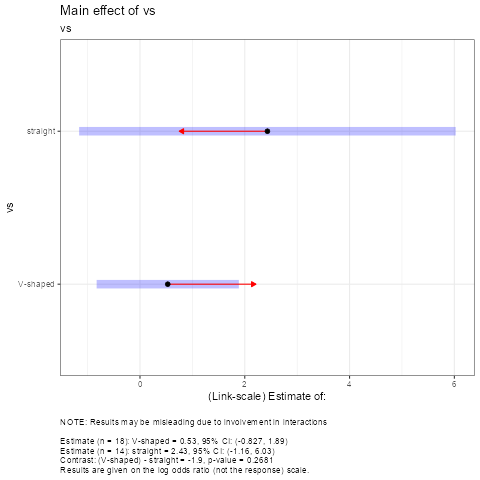 Main effect of vs
vs
straight
vs
V-shaped
0 2 4 6
(Link-scale) Estimate of:
NOTE: Results may be misleading due to involvement in interactions
Estimate (n = 18): V-shaped = 0.53, 95% CI: (-0.827, 1.89)
Estimate (n = 14): straight = 2.43, 95% CI: (-1.16, 6.03)
Contrast: (V-shaped) - straight = -1.9, p-value = 0.2681
Results are given on the log odds ratio (not the response) scale.